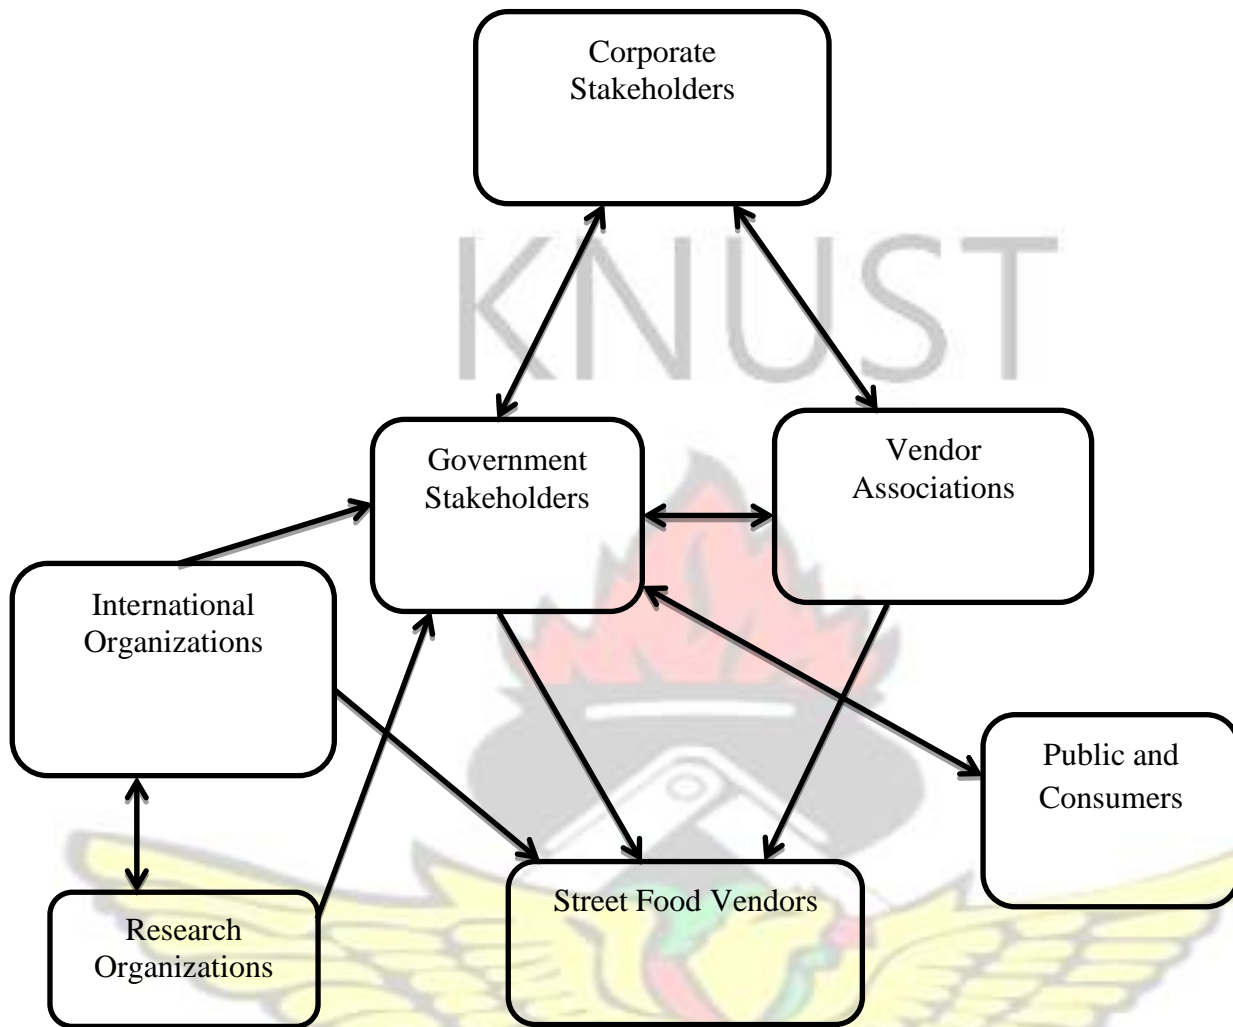 Corporate
Stakeholders
KNUST
Government
Stakeholders
Vendor
Associations
International
Organizations
Public and
Consumers
Street Food Vendors
Research
Organizations